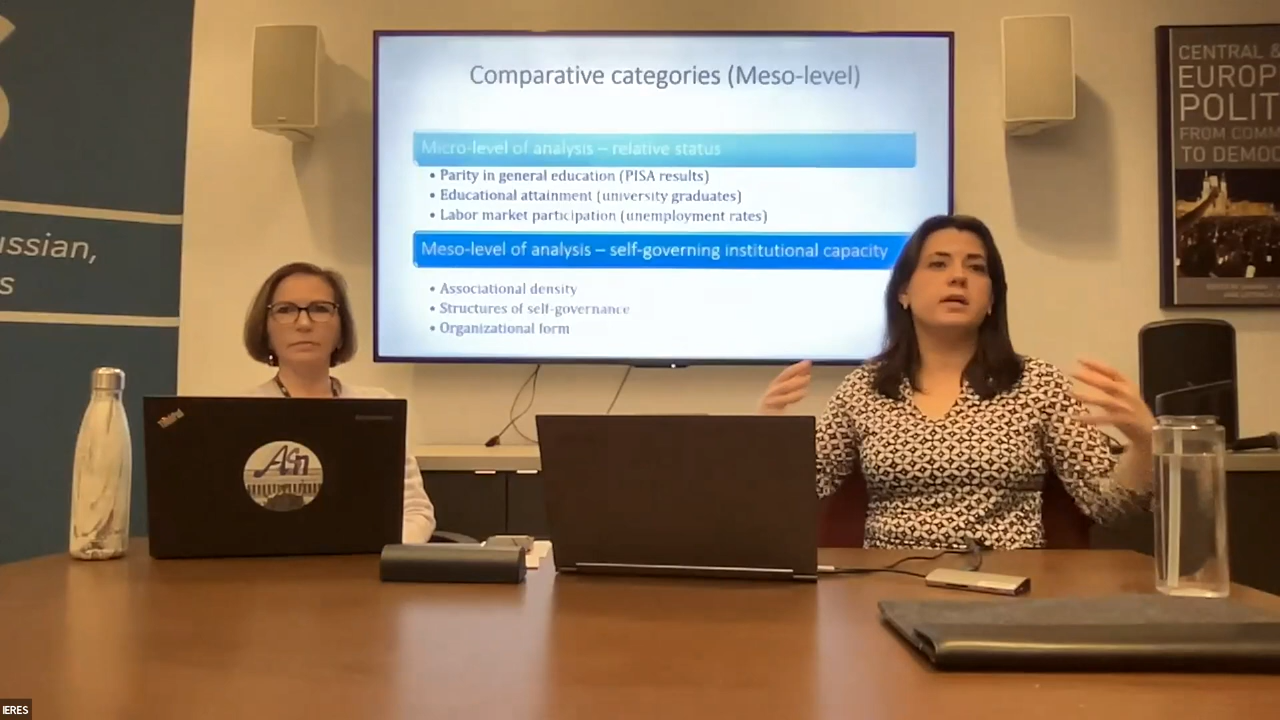 Comparative categories (Meso-level)
Micro-level of analysis – relative status
• Parity in general education (PISA results)
• Educational attainment (university graduates)
• Labor market participation (unemployment rates)
Meso-level of analysis – self-governing institutional capacity
• Associational density
• Structures of self-governance
• Organizational form
ussian,
s
CENTRAL &
EUROP
POLIT
FROM COMM
TO DEMOC
ThinkPad
ASN
IERES